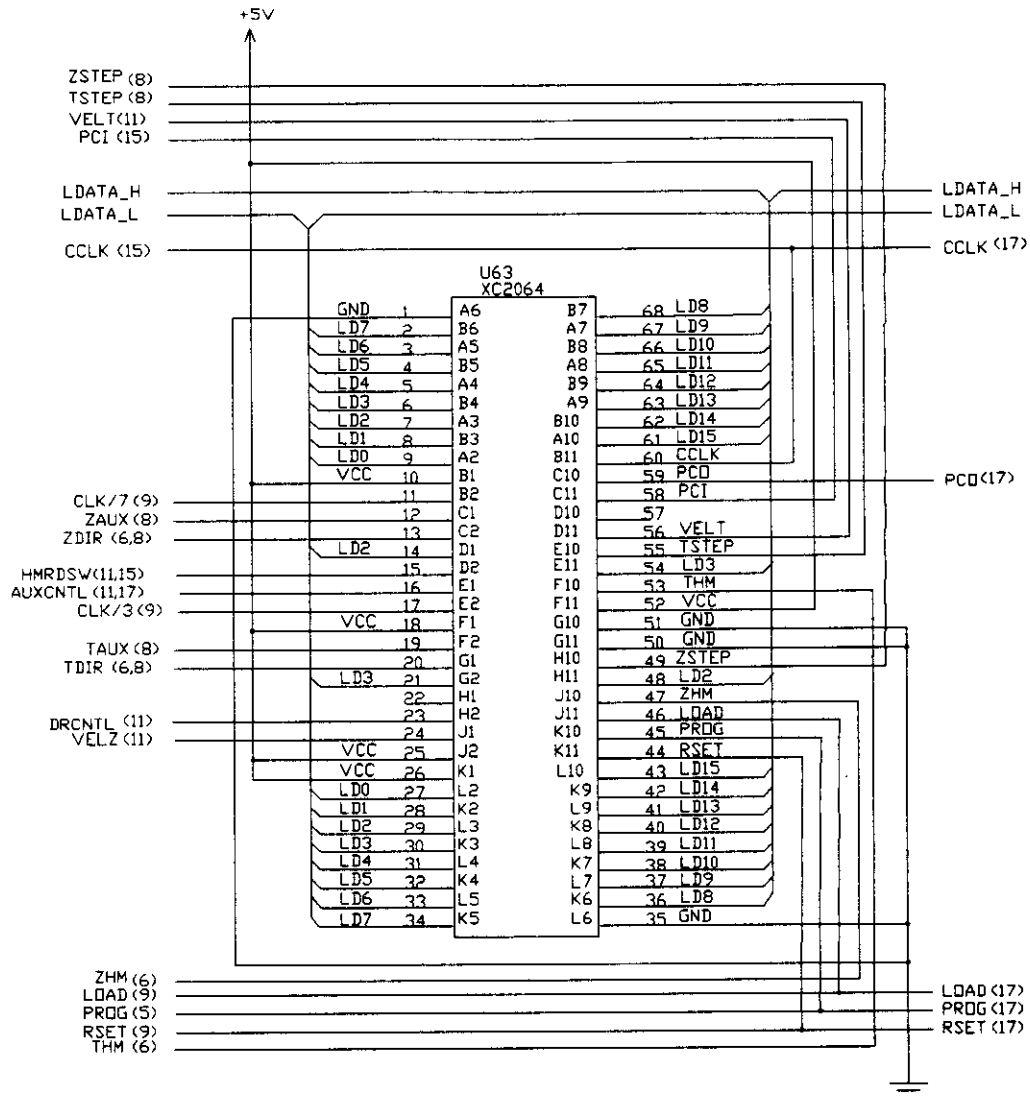 +5V
ZSTEP (8)
TSTEP (8)
VELT(11)
PCI (15)
LDATA_H LDATA_H
LDATA_L LDATA_L
CCLK (15) CCLK (17)
U63
XC2064
GND 1 A6 B7 68 LD8
LD7 2 B6 A7 67 LD9
LD6 3 A5 B8 66 LD10
LD5 4 B5 A8 65 LD11
LD4 5 A4 B9 64 LD12
LD3 6 B4 A9 63 LD13
LD2 7 A3 B10 62 LD14
LD1 8 B3 A10 61 LD15
LD0 9 A2 B11 60 CCLK
VCC 10 B1 C10 59 PCO PCO(17)
CLK/7 (9) 11 B2 C11 58 PCI
ZAUX (8) 12 C1 D10 57
ZDIR (6,8) 13 C2 D11 56 VELT
LD2 14 D1 E10 55 TSTEP
HMRDSW(11,15) 15 D2 E11 54 LD3
AUXCNTL (11,17) 16 E1 F10 53 THM
CLK/3 (9) 17 E2 F11 52 VCC
VCC 18 F1 G10 51 GND
TAUX (8) 19 F2 G11 50 GND
TDIR (6,8) 20 G1 H10 49 ZSTEP
LD3 21 G2 H11 48 LD2
22 H1 J10 47 ZHM
DRCNTL (11) 23 H2 J11 46 LOAD
VELZ (11) 24 J1 K10 45 PROG
VCC 25 J2 K11 44 RSET
VCC 26 K1 L10 43 LD15
LD0 27 L2 K9 42 LD14
LD1 28 K2 L9 41 LD13
LD2 29 L3 K8 40 LD12
LD3 30 K3 L8 39 LD11
LD4 31 L4 K7 38 LD10
LD5 32 K4 L7 37 LD9
LD6 33 L5 K6 36 LD8
LD7 34 K5 L6 35 GND
ZHM (6)
LOAD (9) LOAD (17)
PROG (5) PROG (17)
RSET (9) RSET (17)
THM (6)